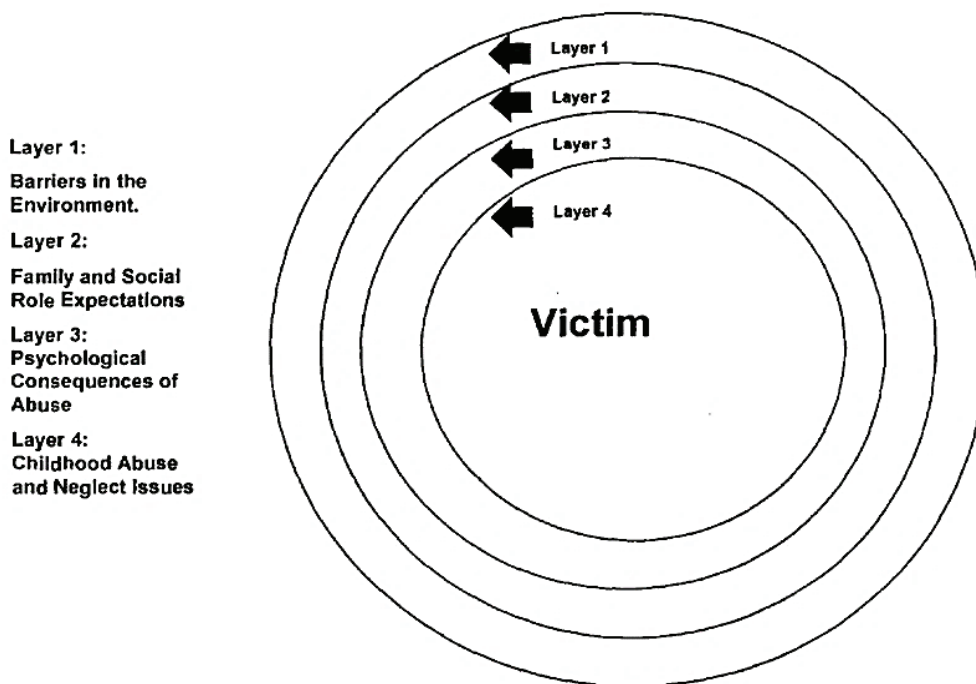 Layer 1:
Barriers in the
Environment.
Layer 2:
Family and Social
Role Expectations
Layer 3:
Psychological
Consequences of
Abuse
Layer 4:
Childhood Abuse
and Neglect Issues
Layer 1
Layer 2
Layer 3
Layer 4
Victim